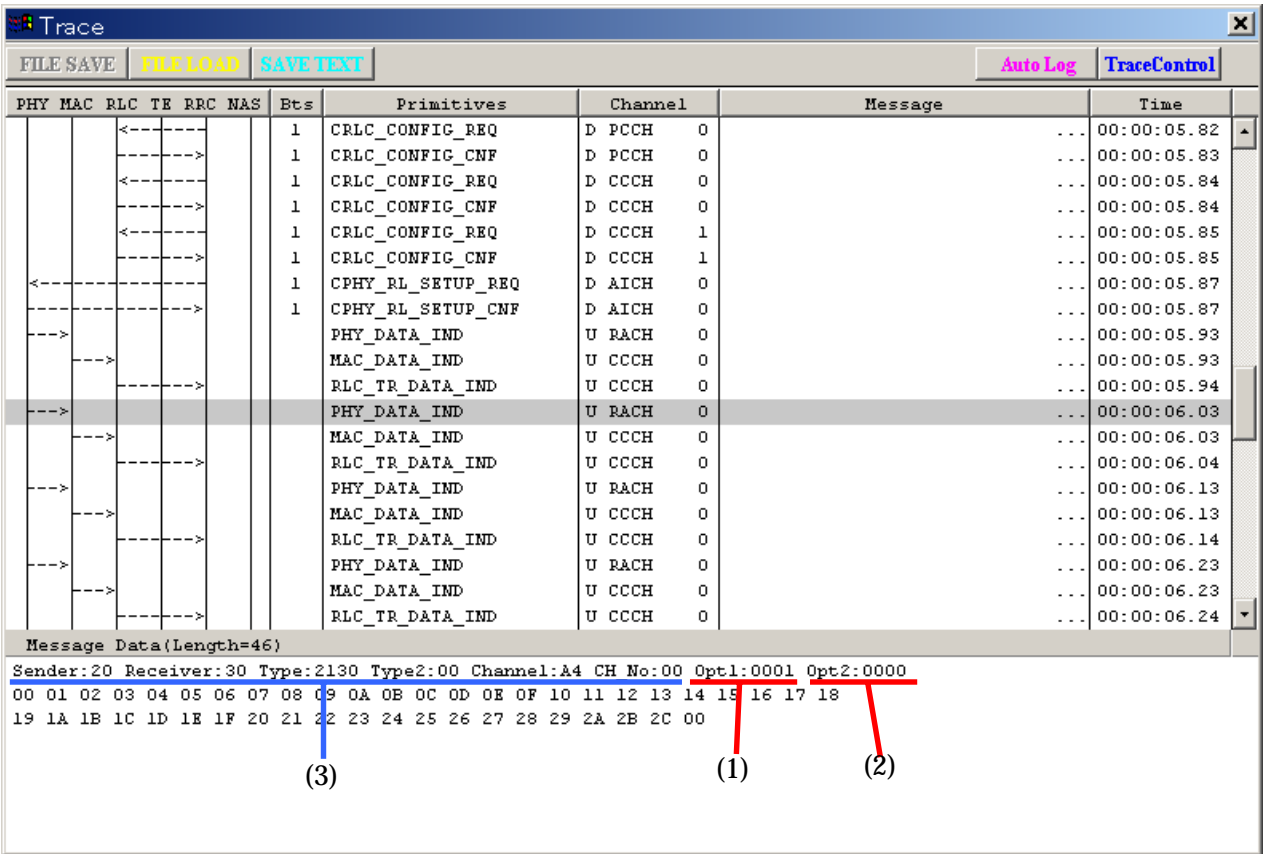 Trace
FILE SAVE FILE LOAD SAVE TEXT Auto Log TraceControl
PHY MAC RLC TE RRC NAS Bts Primitives Channel Message Time
<------- 1 CRLC_CONFIG_REQ D PCCH 0 ... 00:00:05.82
-------> 1 CRLC_CONFIG_CNF D PCCH 0 ... 00:00:05.83
<------- 1 CRLC_CONFIG_REQ D CCCH 0 ... 00:00:05.84
-------> 1 CRLC_CONFIG_CNF D CCCH 0 ... 00:00:05.84
<------- 1 CRLC_CONFIG_REQ D CCCH 1 ... 00:00:05.85
-------> 1 CRLC_CONFIG_CNF D CCCH 1 ... 00:00:05.85
<--------------- 1 CPHY_RL_SETUP_REQ D AICH 0 ... 00:00:05.87
---------------> 1 CPHY_RL_SETUP_CNF D AICH 0 ... 00:00:05.87
---> PHY_DATA_IND U RACH 0 ... 00:00:05.93
---> MAC_DATA_IND U CCCH 0 ... 00:00:05.93
-------> RLC_TR_DATA_IND U CCCH 0 ... 00:00:05.94
---> PHY_DATA_IND U RACH 0 ... 00:00:06.03
---> MAC_DATA_IND U CCCH 0 ... 00:00:06.03
-------> RLC_TR_DATA_IND U CCCH 0 ... 00:00:06.04
---> PHY_DATA_IND U RACH 0 ... 00:00:06.13
---> MAC_DATA_IND U CCCH 0 ... 00:00:06.13
-------> RLC_TR_DATA_IND U CCCH 0 ... 00:00:06.14
---> PHY_DATA_IND U RACH 0 ... 00:00:06.23
---> MAC_DATA_IND U CCCH 0 ... 00:00:06.23
-------> RLC_TR_DATA_IND U CCCH 0 ... 00:00:06.24
Message Data(Length=46)
Sender:20 Receiver:30 Type:2130 Type2:00 Channel:A4 CH No:00 Opt1:0001 Opt2:0000
00 01 02 03 04 05 06 07 08 09 0A 0B 0C 0D 0E 0F 10 11 12 13 14 15 16 17 18
19 1A 1B 1C 1D 1E 1F 20 21 22 23 24 25 26 27 28 29 2A 2B 2C 00
(3) (1) (2)